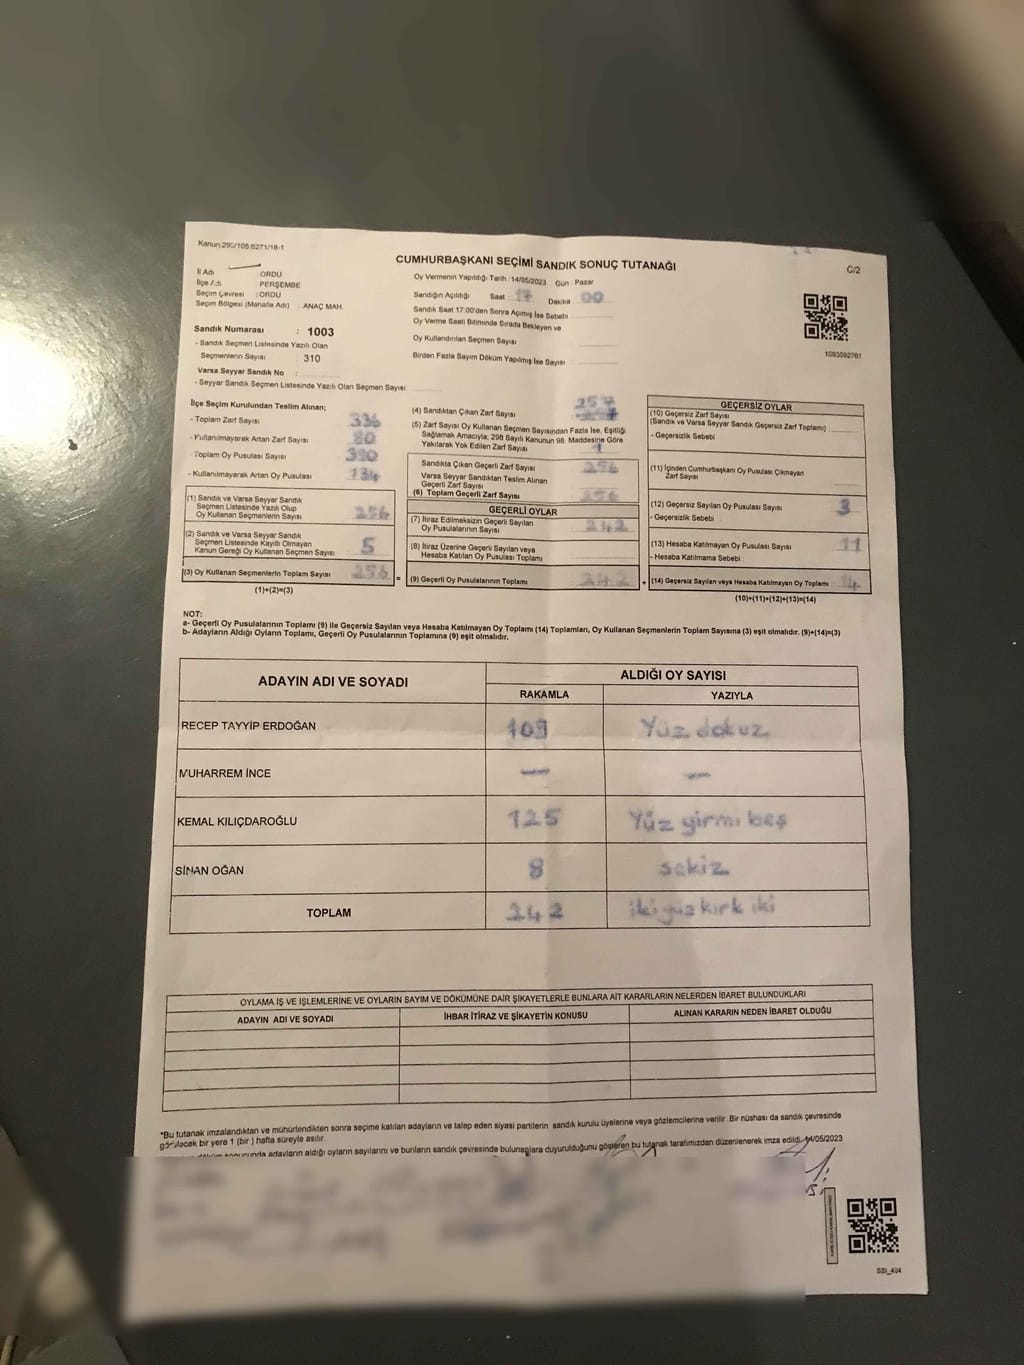 Kanun:290/105:6271/16-1
CUMHURBAŞKANI SEÇİMİ SANDIK SONUÇ TUTANAĞI
C/2
İl Adı ORDU
İlçe Adı PERŞEMBE
Seçim Çevresi : ORDU
Seçim Bölgesi (Mahalle Adı) : ANAÇ MAH.
Sandık Numarası : 1003
- Sandık Seçmen Listesinde Yazılı Olan
Seçmenlerin Sayısı 310
Varsa Seyyar Sandık No :
- Seyyar Sandık Seçmen Listesinde Yazılı Olan Seçmen Sayısı
Oy Vermenin Yapıldığı Tarih : 14/05/2023 Gün : Pazar
Sandığın Açıldığı Saat 17 Dakika 00
Sandık Saat 17:00'den Sonra Açılmış İse Sebebi
Oy Verme Saati Bitiminde Sırada Bekleyen ve
Oy Kullandırılan Seçmen Sayısı
Birden Fazla Sayım Döküm Yapılmış İse Sayısı
1093592761
İlçe Seçim Kurulundan Teslim Alınan;
- Toplam Zarf Sayısı 336
- Kullanılmayarak Artan Zarf Sayısı 80
- Toplam Oy Pusulası Sayısı 390
- Kullanılmayarak Artan Oy Pusulası 134
(1) Sandık ve Varsa Seyyar Sandık
Seçmen Listesinde Yazılı Olup
Oy Kullanan Seçmenlerin Sayısı 256
(2) Sandık ve Varsa Seyyar Sandık
Seçmen Listesinde Kayıtlı Olmayan
Kanun Gereği Oy Kullanan Seçmen Sayısı 5
(3) Oy Kullanan Seçmenlerin Toplam Sayısı 256 =
(1)+(2)=(3)
(4) Sandıktan Çıkan Zarf Sayısı 257
(5) Zarf Sayısı Oy Kullanan Seçmen Sayısından Fazla İse, Eşitliği
Sağlamak Amacıyla, 298 Sayılı Kanunun 98. Maddesine Göre
Yakılarak Yok Edilen Zarf Sayısı 1
Sandıkta Çıkan Geçerli Zarf Sayısı 256
Varsa Seyyar Sandıktan Teslim Alınan
Geçerli Zarf Sayısı
(6) Toplam Geçerli Zarf Sayısı 256
GEÇERLİ OYLAR
(7) İtiraz Edilmeksizin Geçerli Sayılan
Oy Pusulalarının Sayısı 242
(8) İtiraz Üzerine Geçerli Sayılan veya
Hesaba Katılan Oy Pusulası Toplamı
(9) Geçerli Oy Pusulalarının Toplamı 242 +
GEÇERSİZ OYLAR
(10) Geçersiz Zarf Sayısı
(Sandık ve Varsa Seyyar Sandık Geçersiz Zarf Toplamı)
- Geçersizlik Sebebi
(11) İçinden Cumhurbaşkanı Oy Pusulası Çıkmayan
Zarf Sayısı
(12) Geçersiz Sayılan Oy Pusulası Sayısı 3
- Geçersizlik Sebebi
(13) Hesaba Katılmayan Oy Pusulası Sayısı 11
- Hesaba Katılmama Sebebi
(14) Geçersiz Sayılan veya Hesaba Katılmayan Oy Toplamı 14
(10)+(11)+(12)+(13)=(14)
NOT:
a- Geçerli Oy Pusulalarının Toplamı (9) ile Geçersiz Sayılan veya Hesaba Katılmayan Oy Toplamı (14) Toplamları, Oy Kullanan Seçmenlerin Toplam Sayısına (3) eşit olmalıdır. (9)+(14)=(3)
b- Adayların Aldığı Oyların Toplamı, Geçerli Oy Pusulalarının Toplamına (9) eşit olmalıdır.
ADAYIN ADI VE SOYADI ALDIĞI OY SAYISI
RAKAMLA YAZIYLA
RECEP TAYYİP ERDOĞAN 109 Yüz dokuz
MUHARREM İNCE — —
KEMAL KILIÇDAROĞLU 125 Yüz yirmi beş
SİNAN OĞAN 8 sekiz
TOPLAM 242 iki yüz kırk iki
OYLAMA İŞ VE İŞLEMLERİNE VE OYLARIN SAYIM VE DÖKÜMÜNE DAİR ŞİKAYETLERLE BUNLARA AİT KARARLARIN NELERDEN İBARET BULUNDUKLARI
ADAYIN ADI VE SOYADI İHBAR İTİRAZ VE ŞİKAYETİN KONUSU ALINAN KARARIN NEDEN İBARET OLDUĞU
*Bu tutanak imzalandıktan ve mühürlendikten sonra seçime katılan adayların ve talep eden siyasi partilerin sandık kurulu üyelerine veya gözlemcilerine verilir. Bir nüshası da sandık çevresinde
görülecek bir yere 1 (bir) hafta süreyle asılır.
sonucunda adayların aldığı oyların sayılarını ve bunların sandık çevresinde bulunanlara duyurulduğunu gösteren bu tutanak tarafımızdan düzenlenerek imza edildi. 14/05/2023
SSI_404